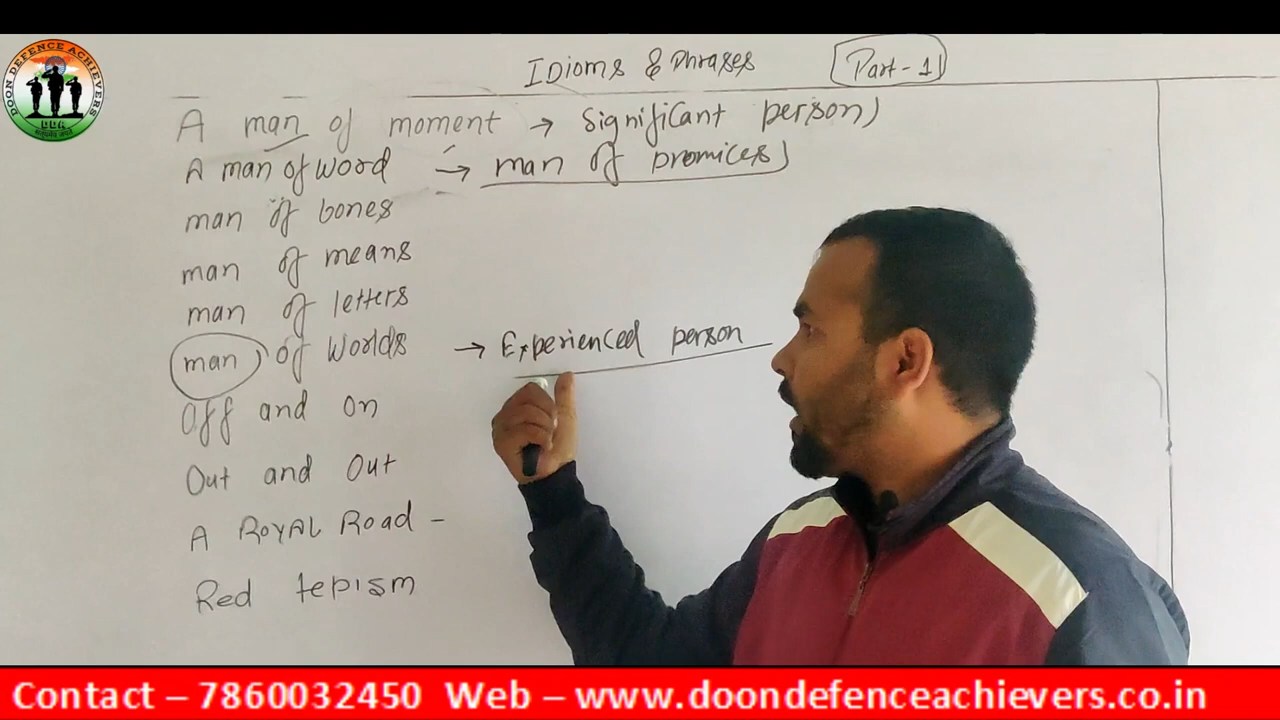 DOON DEFENCE ACHIEVERS
DDA
Idioms & Phrases Part - 1
A man of moment → Significant person)
A man of word → man of promices)
man of bones
man of means
man of letters
man of worlds → Experienced person
Off and on
Out and Out
A ROYAL ROAD -
Red tepism
Contact – 7860032450 Web – www.doondefenceachievers.co.in